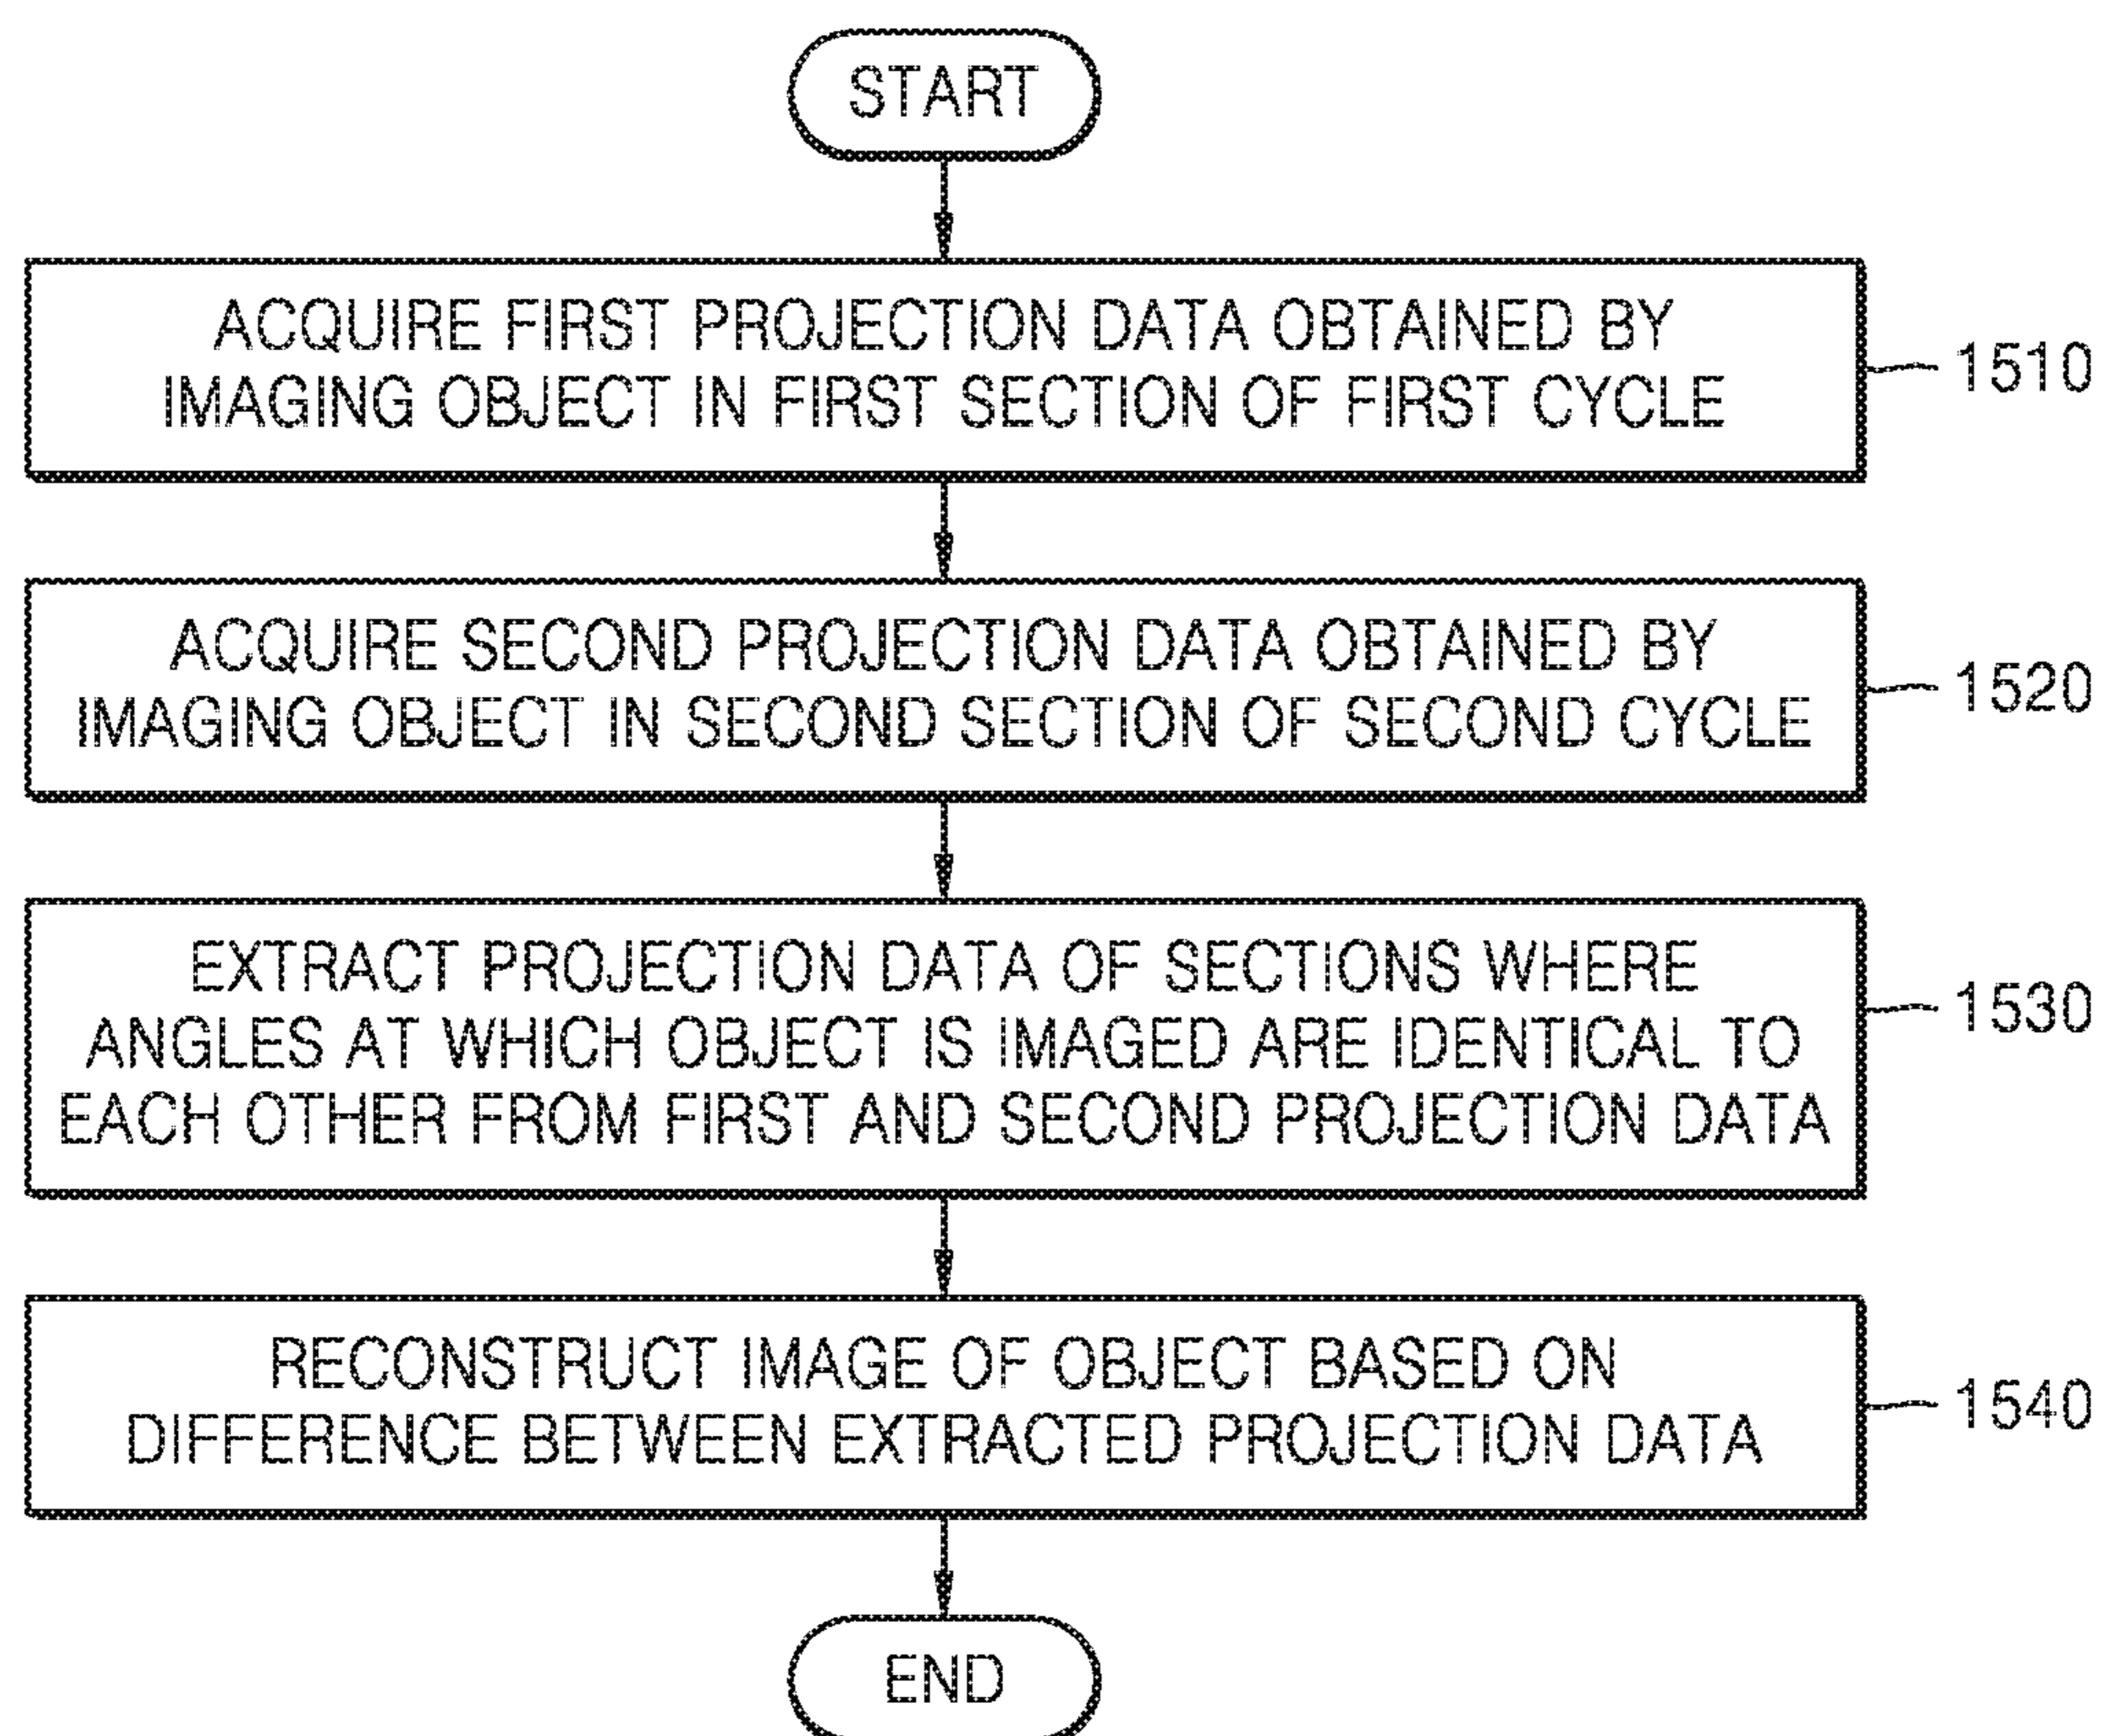 START
ACQUIRE FIRST PROJECTION DATA OBTAINED BY
IMAGING OBJECT IN FIRST SECTION OF FIRST CYCLE
1510
ACQUIRE SECOND PROJECTION DATA OBTAINED BY
IMAGING OBJECT IN SECOND SECTION OF SECOND CYCLE
1520
EXTRACT PROJECTION DATA OF SECTIONS WHERE
ANGLES AT WHICH OBJECT IS IMAGED ARE IDENTICAL TO
EACH OTHER FROM FIRST AND SECOND PROJECTION DATA
1530
RECONSTRUCT IMAGE OF OBJECT BASED ON
DIFFERENCE BETWEEN EXTRACTED PROJECTION DATA
1540
END